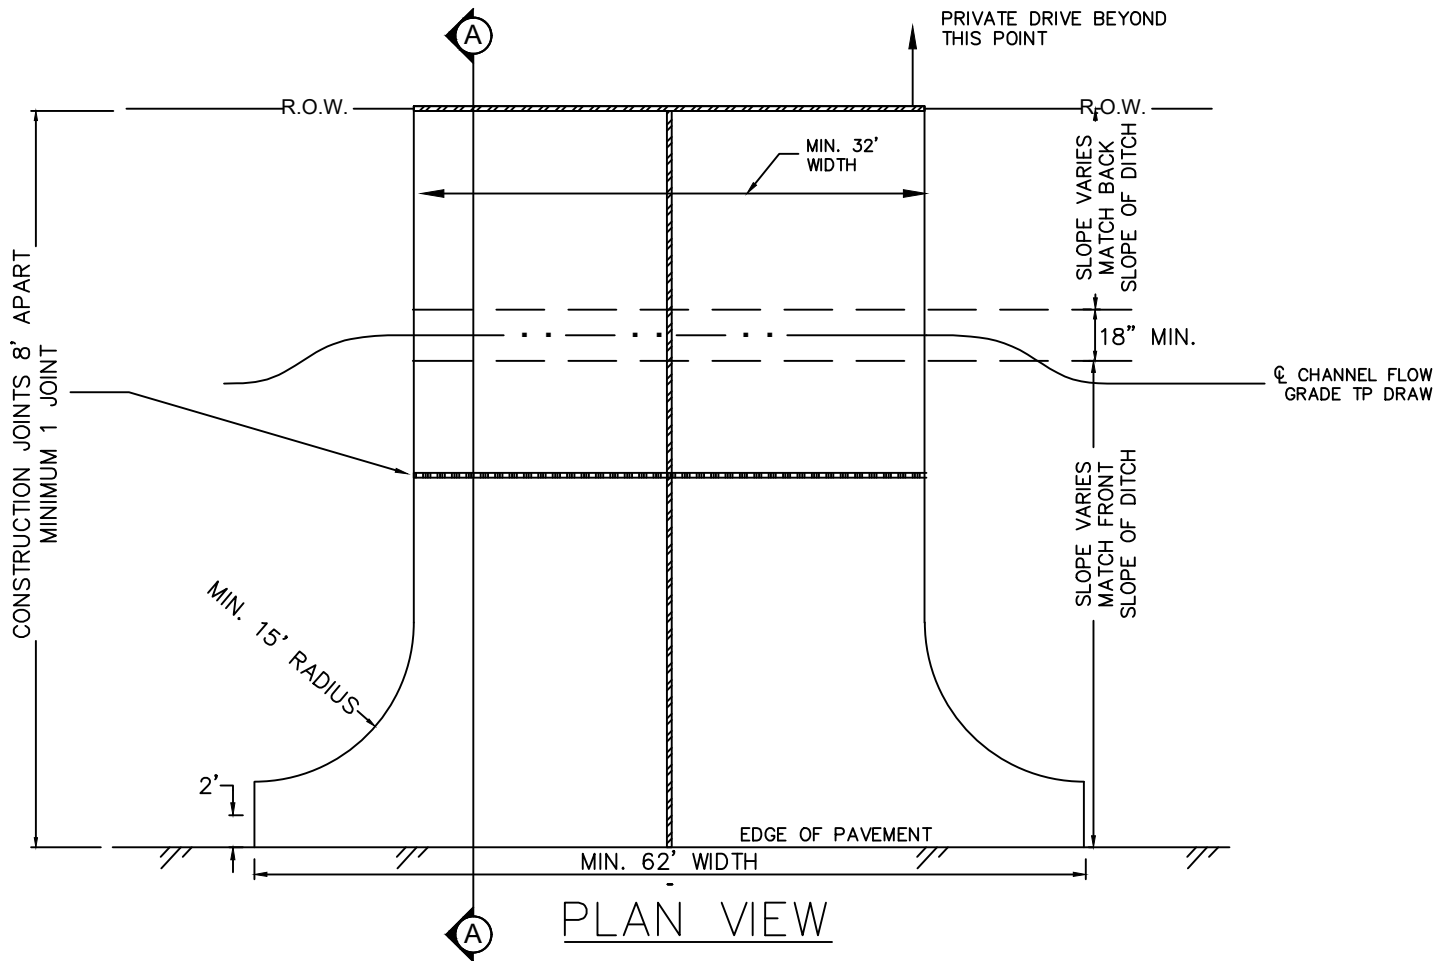 A
PRIVATE DRIVE BEYOND
THIS POINT
R.O.W.
R.O.W.
MIN. 32'
WIDTH
SLOPE VARIES
MATCH BACK
SLOPE OF DITCH
18" MIN.
℄ CHANNEL FLOW
GRADE TP DRAW
CONSTRUCTION JOINTS 8' APART
MINIMUM 1 JOINT
SLOPE VARIES
MATCH FRONT
SLOPE OF DITCH
MIN. 15' RADIUS
2'
EDGE OF PAVEMENT
MIN. 62' WIDTH
PLAN VIEW
A